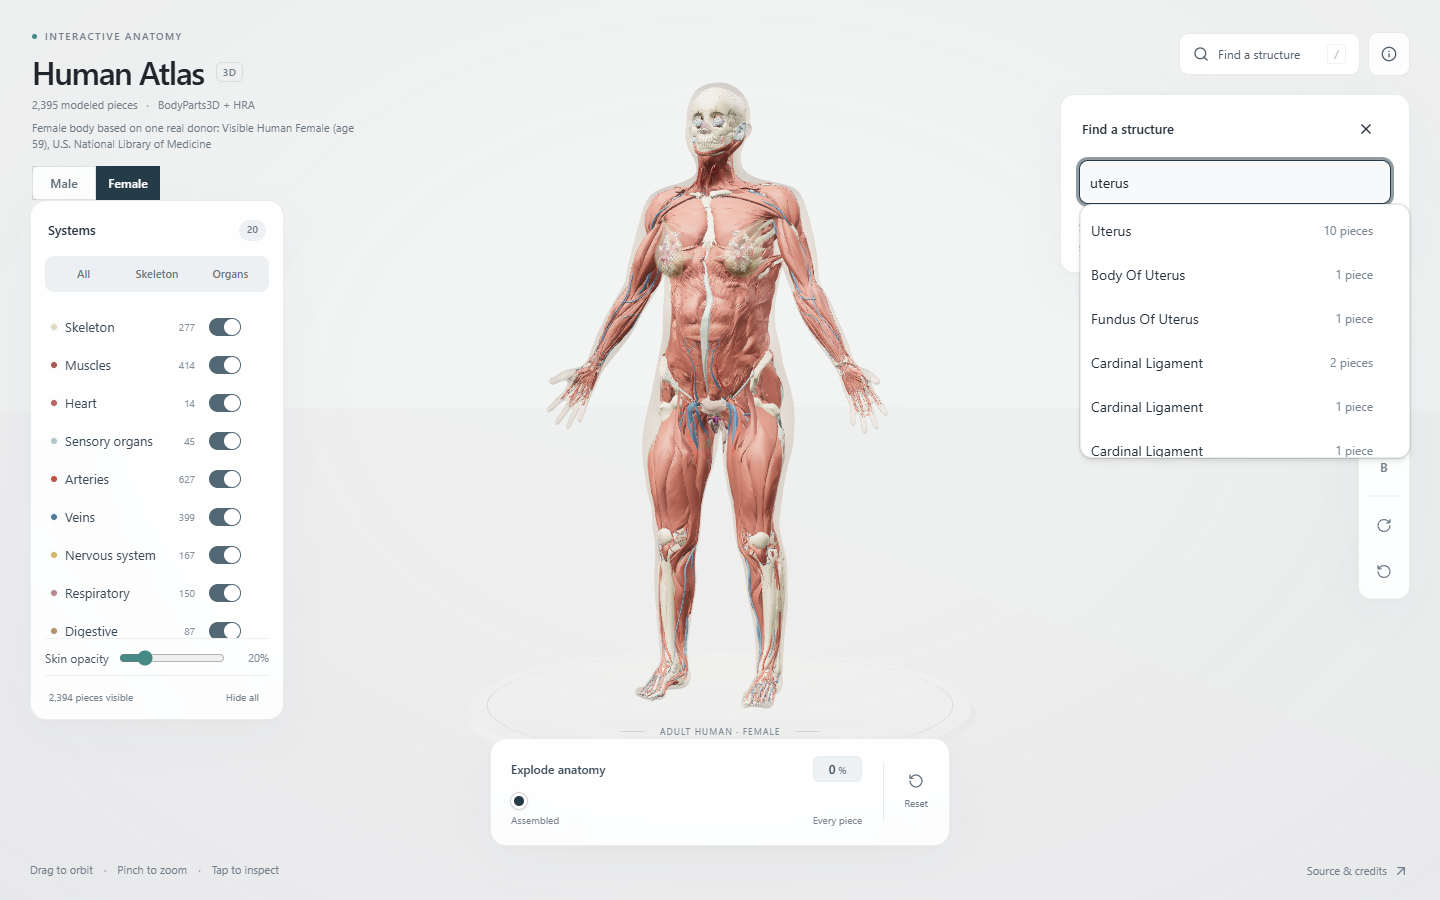 INTERACTIVE ANATOMY
Human Atlas 3D
2,395 modeled pieces · BodyParts3D + HRA
Female body based on one real donor: Visible Human Female (age
59), U.S. National Library of Medicine
Male Female
Systems 20
All Skeleton Organs
Skeleton 277
Muscles 414
Heart 14
Sensory organs 45
Arteries 627
Veins 399
Nervous system 167
Respiratory 150
Digestive 87
Skin opacity 20%
2,394 pieces visible Hide all
Find a structure /
Find a structure
uterus
Uterus 10 pieces
Body Of Uterus 1 piece
Fundus Of Uterus 1 piece
Cardinal Ligament 2 pieces
Cardinal Ligament 1 piece
Cardinal Ligament 1 piece
B
ADULT HUMAN · FEMALE
Explode anatomy 0 %
Assembled Every piece
Reset
Drag to orbit · Pinch to zoom · Tap to inspect
Source & credits